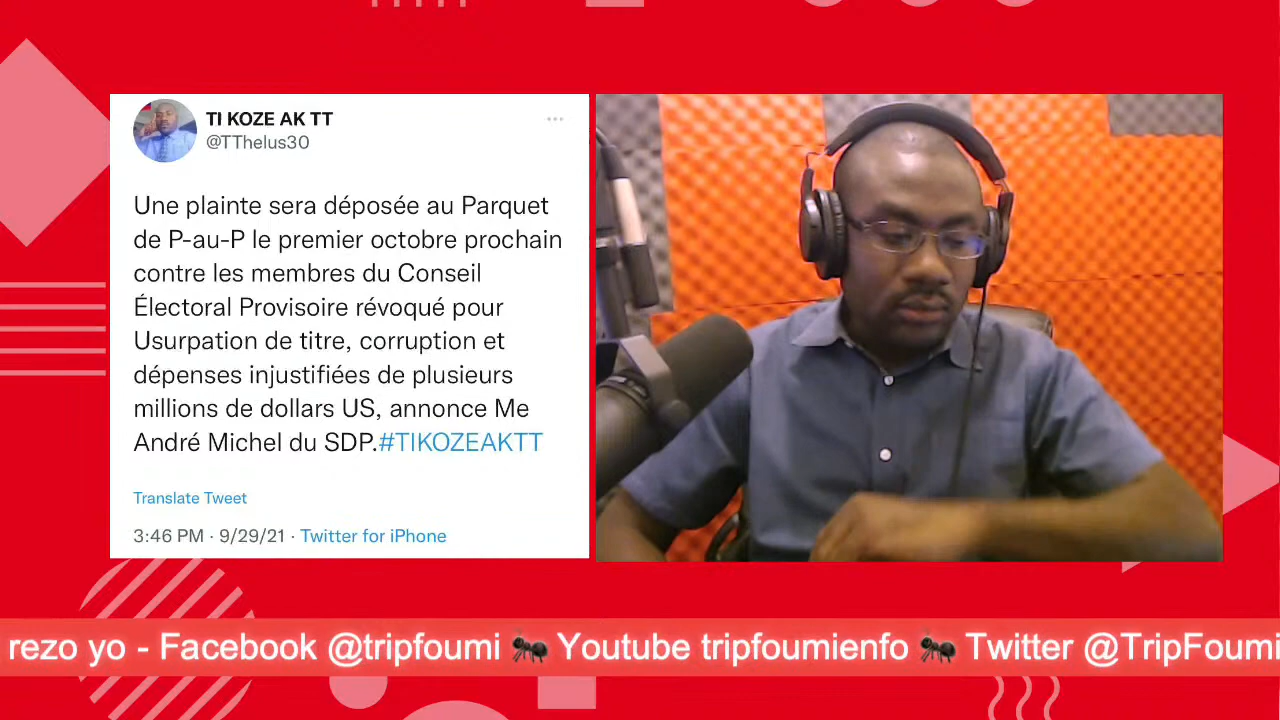 TI KOZE AK TT
@TThelus30
Une plainte sera déposée au Parquet
de P-au-P le premier octobre prochain
contre les membres du Conseil
Électoral Provisoire révoqué pour
Usurpation de titre, corruption et
dépenses injustifiées de plusieurs
millions de dollars US, annonce Me
André Michel du SDP.#TIKOZEAKTT
Translate Tweet
3:46 PM · 9/29/21 · Twitter for iPhone
rezo yo - Facebook @tripfoumi 🐜 Youtube tripfoumienfo 🐜 Twitter @TripFoumi